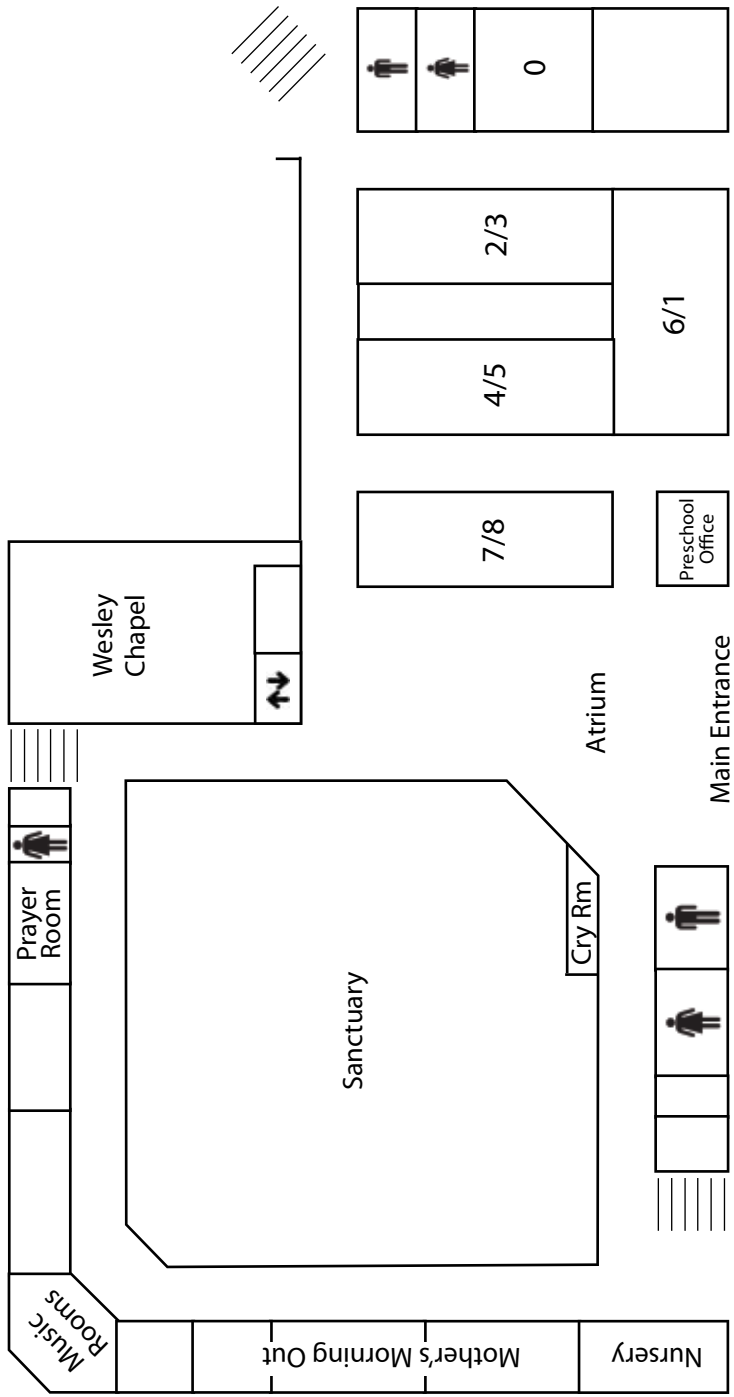 Music
Rooms
Prayer
Room
Wesley
Chapel
Mother's Morning Out
Sanctuary
Cry Rm
Atrium
7/8
4/5
2/3
0
6/1
Nursery
Main Entrance
Preschool
Office